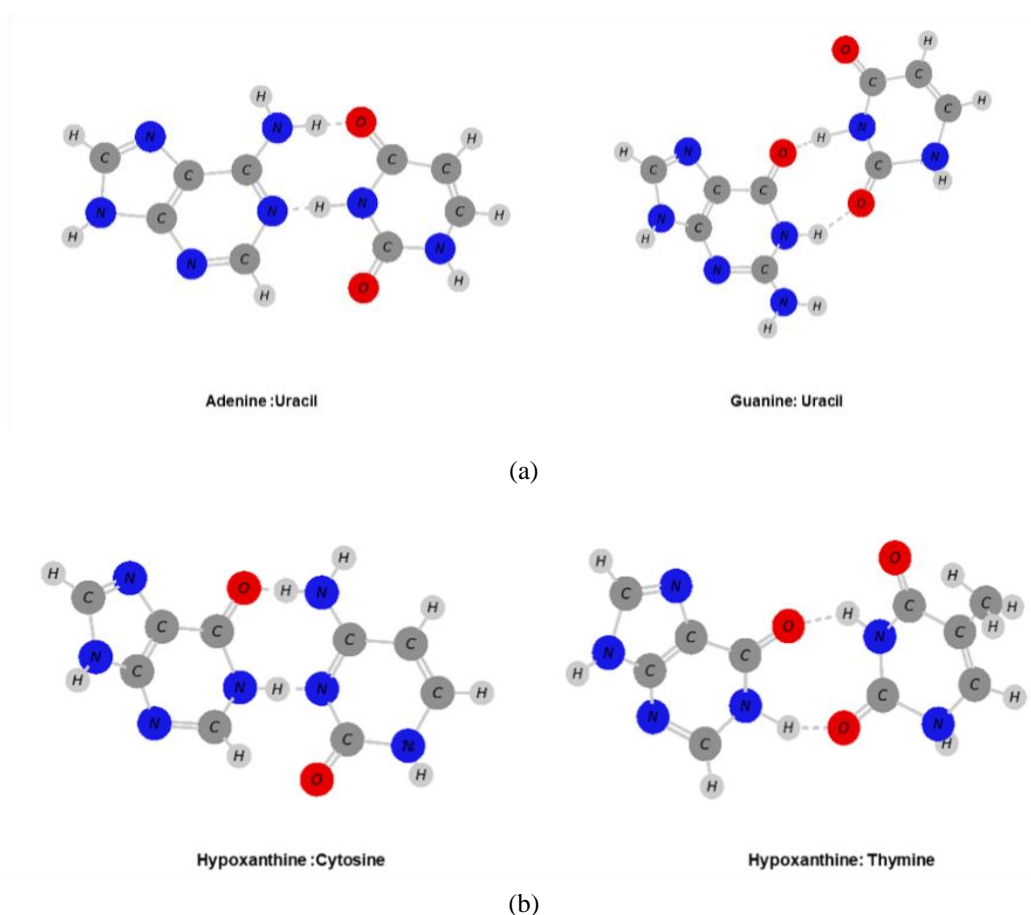 H
H N N H O H
C C C C C
N C N H N C H
H N C C N
H O H
O H
C C
H N C H
H N O C N H
C C C O
N C N H
H N C
N H
H
Adenine :Uracil
Guanine: Uracil
(a)
H
H N O H N
C H
C C C C
N C
H N H N C H
N C C N
H O H
O
H N H
C C C H
O H N C H
N C C
H C C C H
N N H O N
C H
H
Hypoxanthine :Cytosine
Hypoxanthine: Thymine
(b)